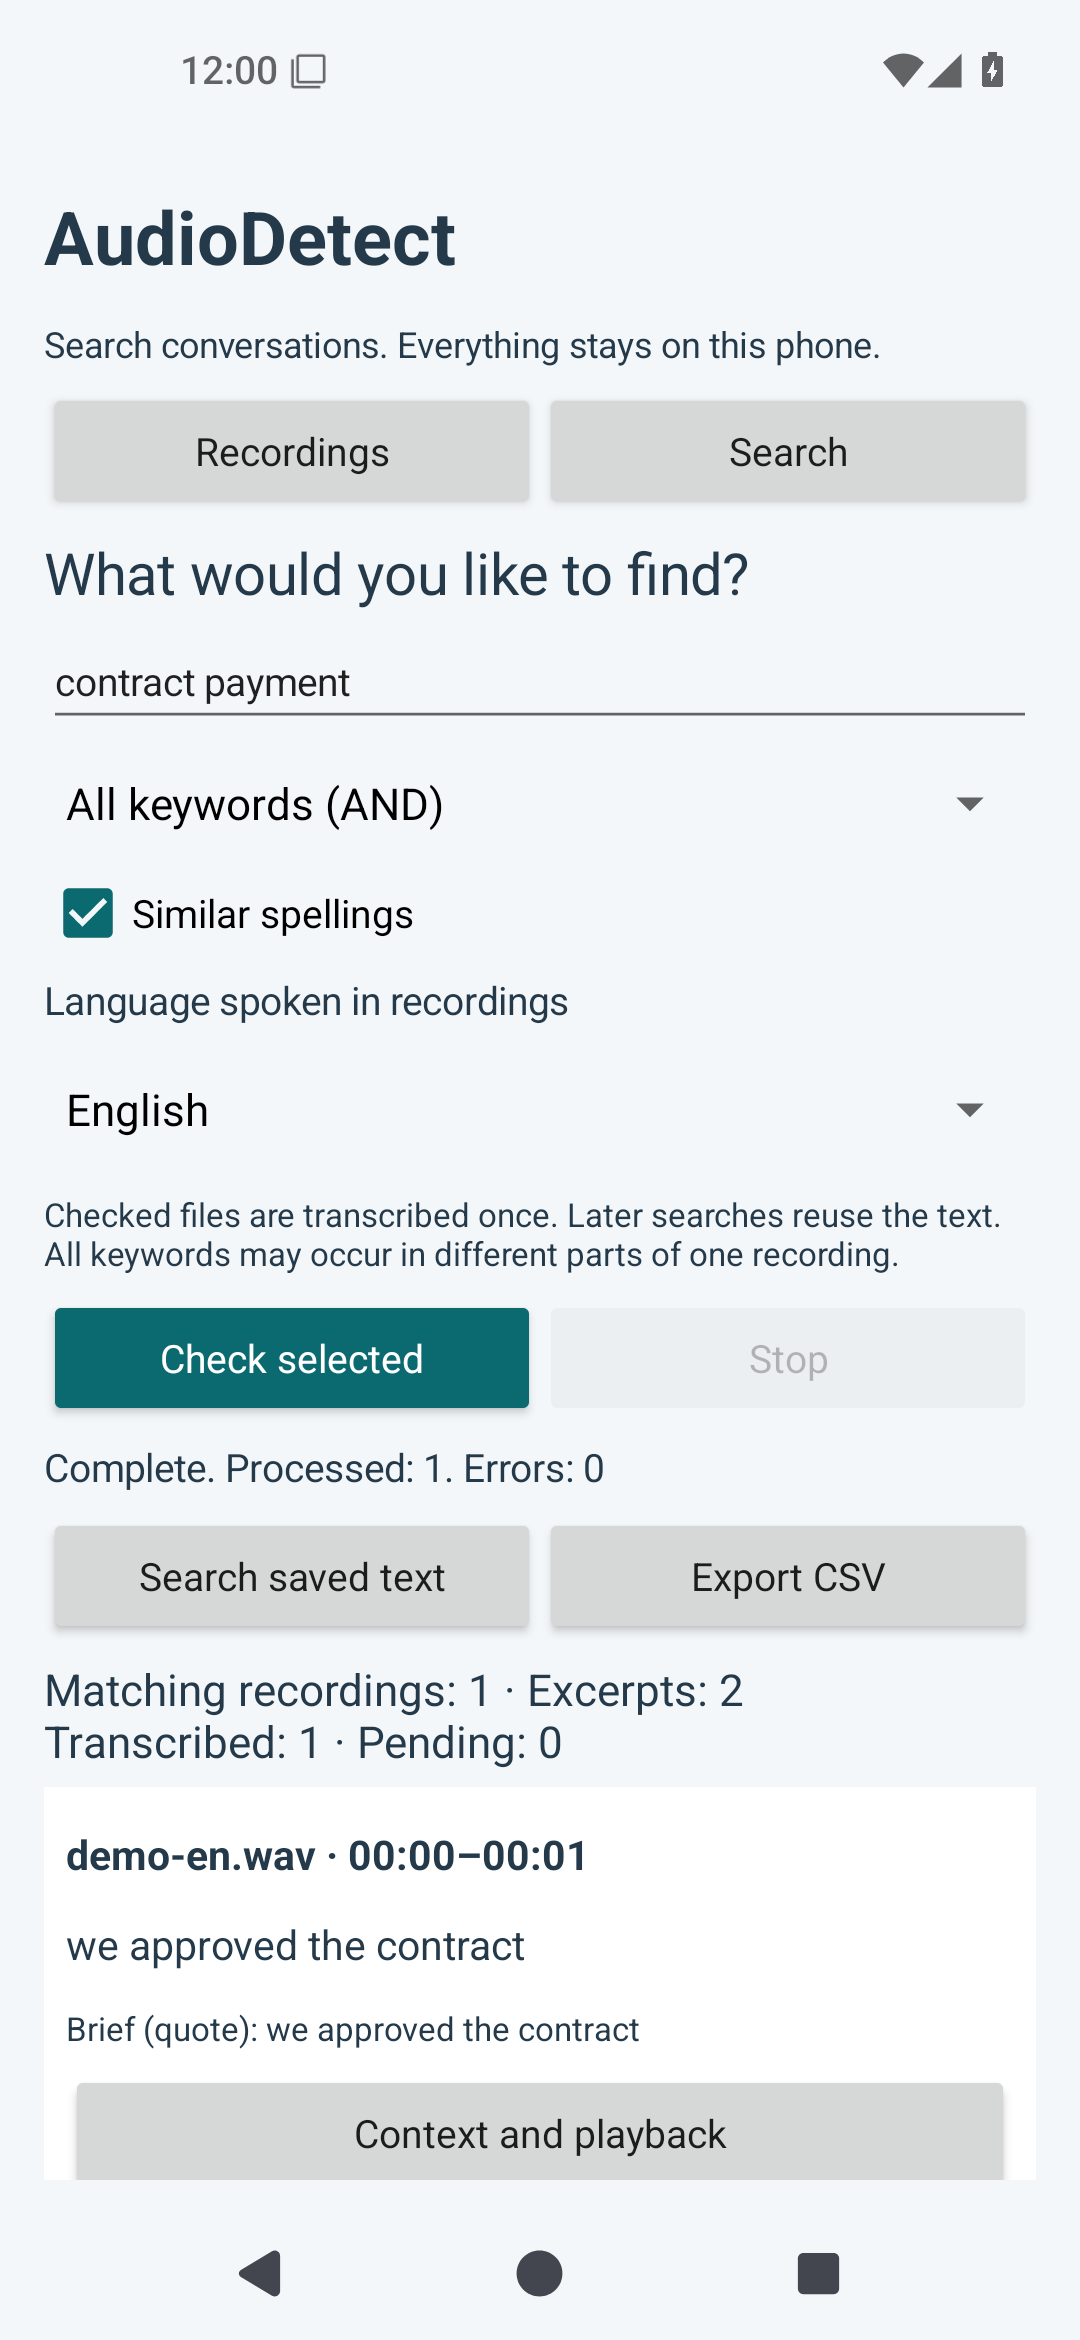 12:00
AudioDetect
Search conversations. Everything stays on this phone.
Recordings
Search
What would you like to find?
contract payment
All keywords (AND)
Similar spellings
Language spoken in recordings
English
Checked files are transcribed once. Later searches reuse the text.
All keywords may occur in different parts of one recording.
Check selected
Stop
Complete. Processed: 1. Errors: 0
Search saved text
Export CSV
Matching recordings: 1 · Excerpts: 2
Transcribed: 1 · Pending: 0
demo-en.wav · 00:00–00:01
we approved the contract
Brief (quote): we approved the contract
Context and playback